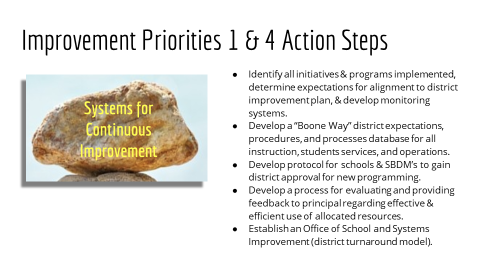 Improvement Priorities 1 & 4 Action Steps
Systems for
Continuous
Improvement
● Identify all initiatives & programs implemented,
determine expectations for alignment to district
improvement plan, & develop monitoring
systems.
● Develop a “Boone Way” district expectations,
procedures, and processes database for all
instruction, students services, and operations.
● Develop protocol for schools & SBDM's to gain
district approval for new programming.
● Develop a process for evaluating and providing
feedback to principal regarding effective &
efficient use of allocated resources.
● Establish an Office of School and Systems
Improvement (district turnaround model).